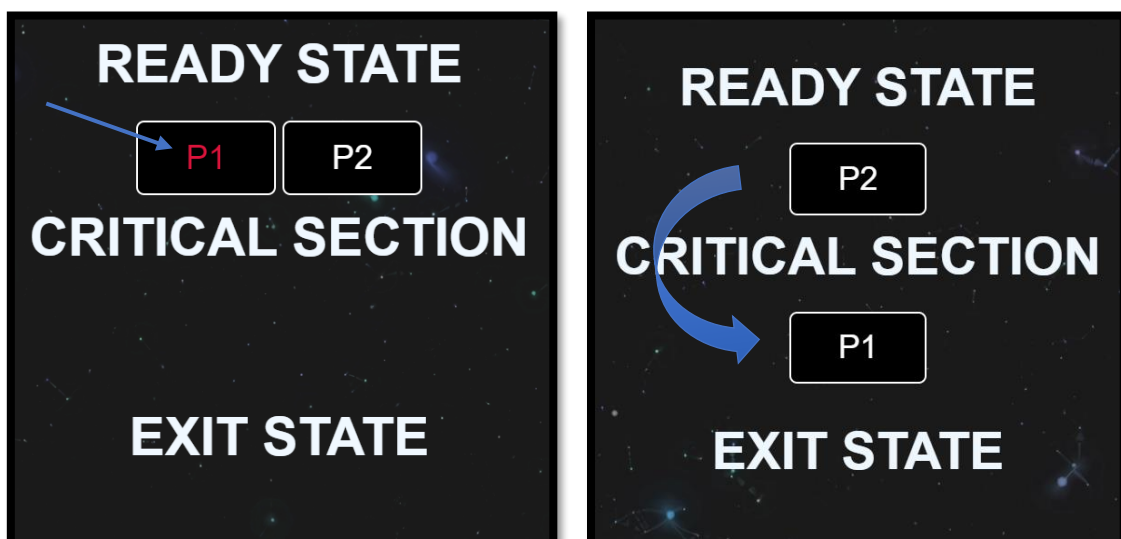 READY STATE
P1 P2
CRITICAL SECTION
EXIT STATE
READY STATE
P2
CRITICAL SECTION
P1
EXIT STATE